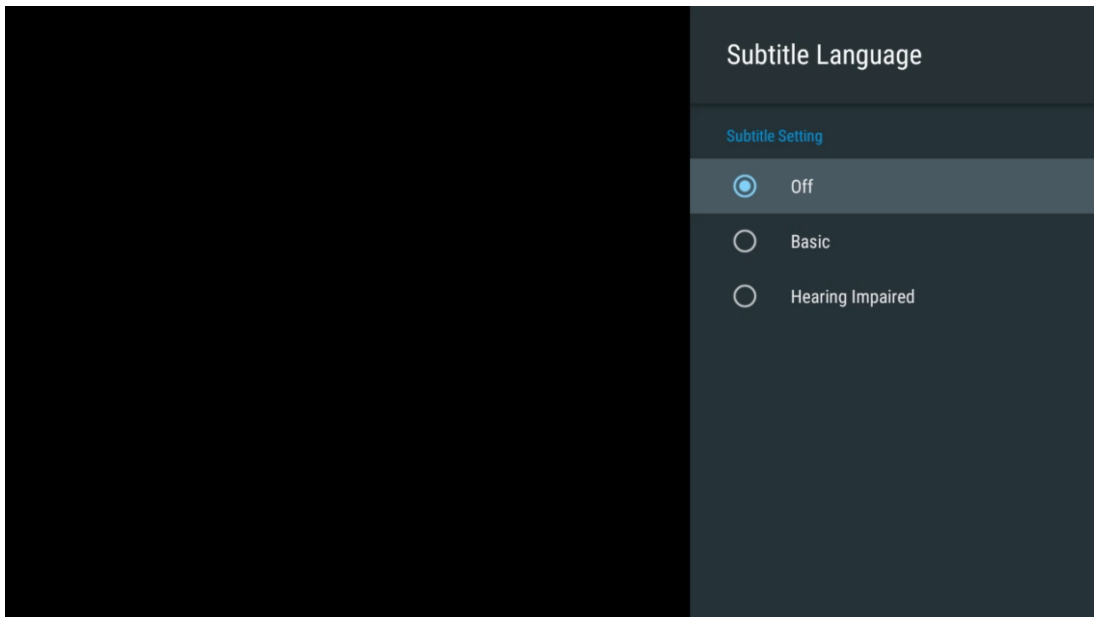 Subtitle Language
Subtitle Setting
Off
Basic
Hearing Impaired